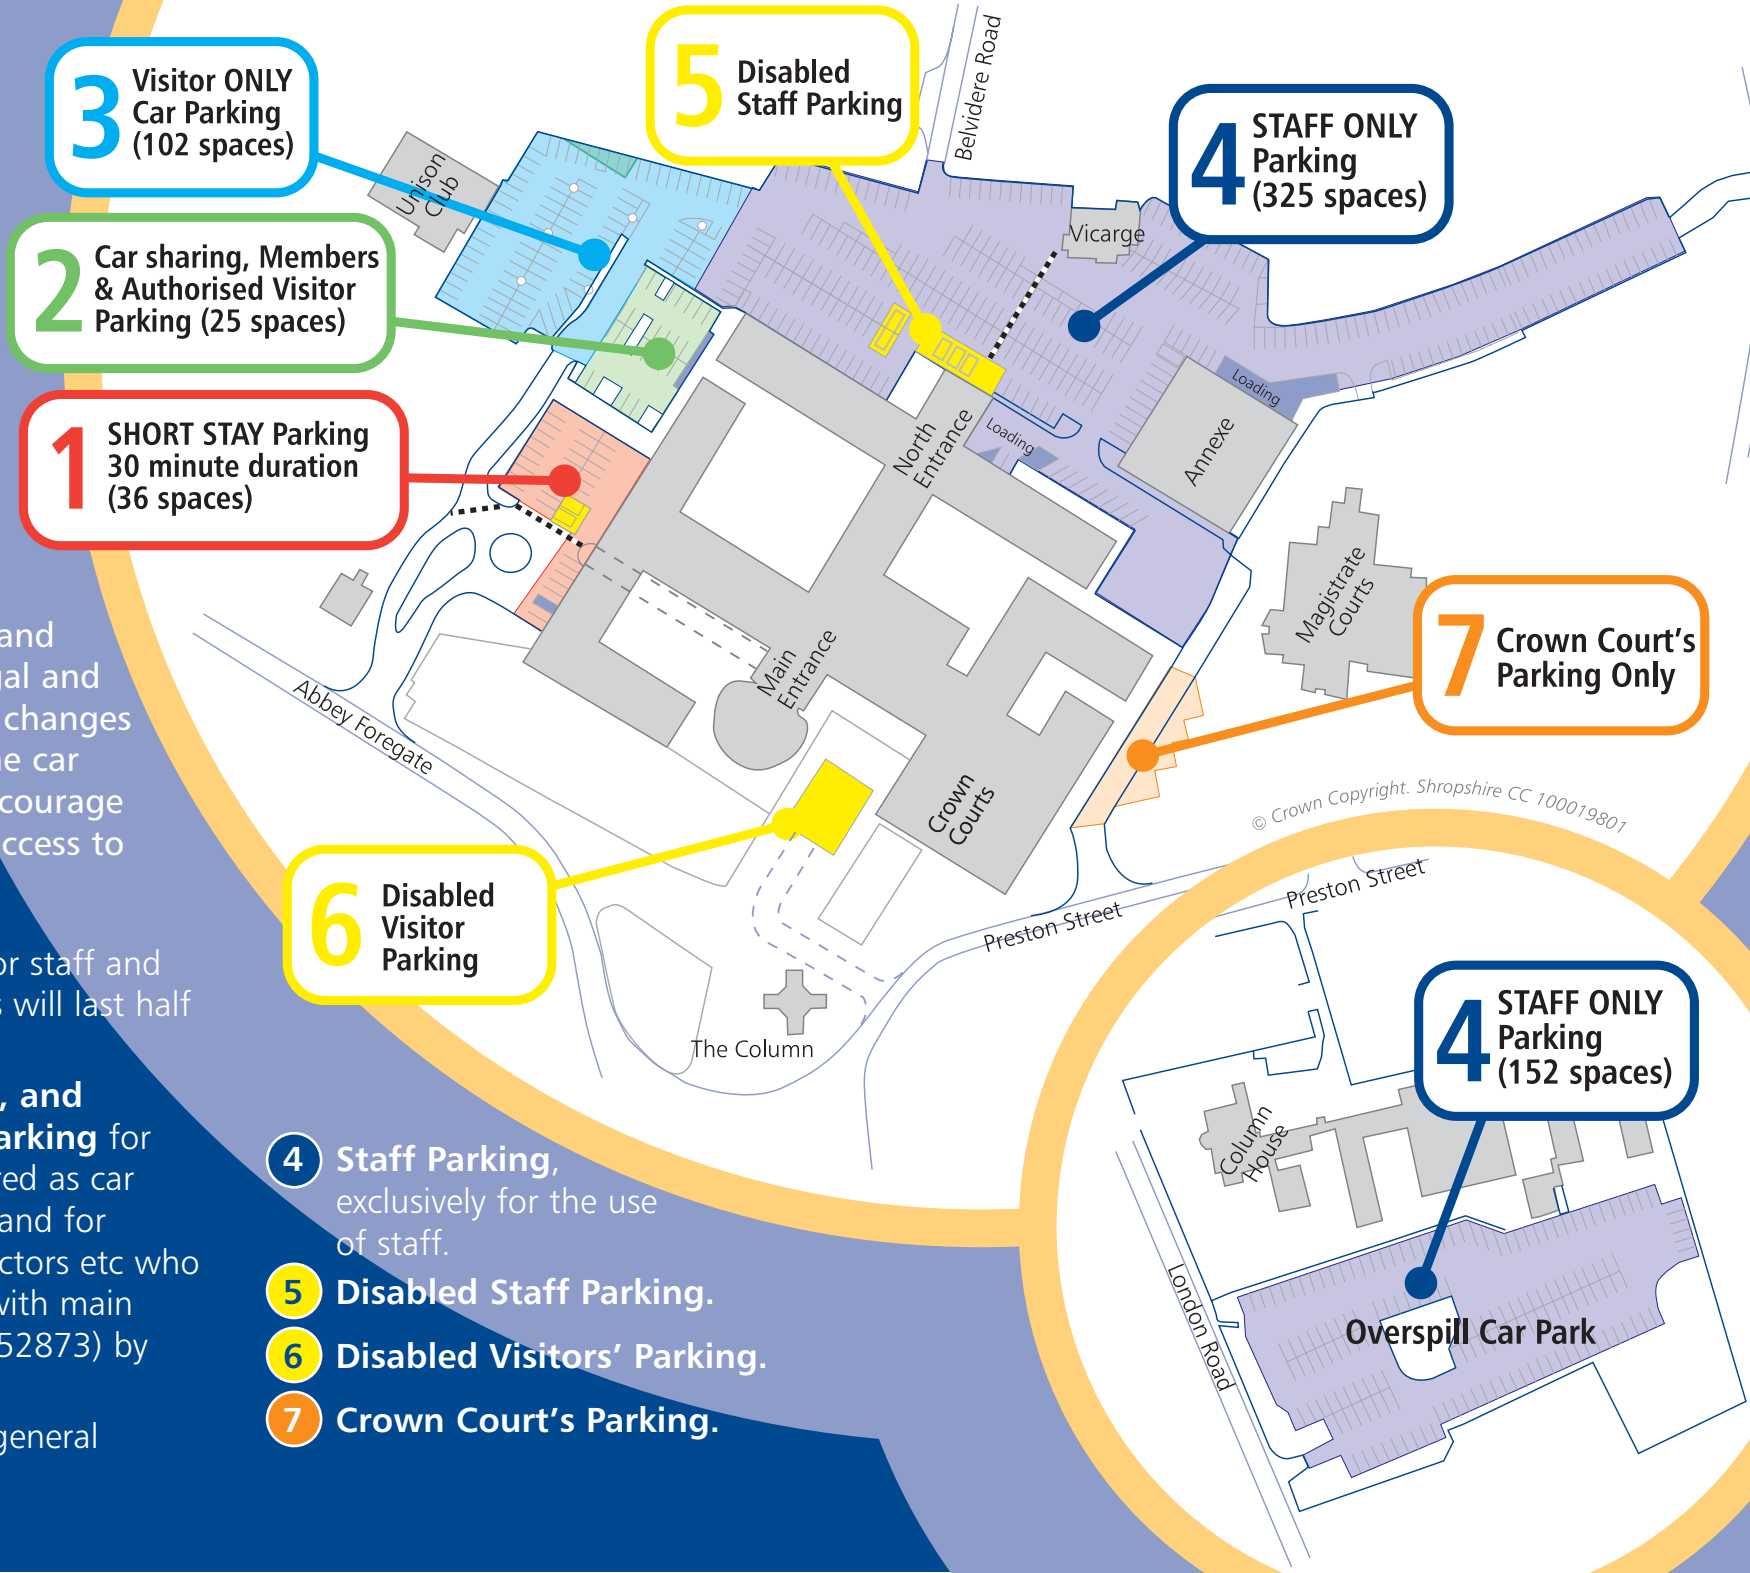 3
Visitor ONLY
Car Parking
(102 spaces)
5
Disabled
Staff Parking
Belvidere Road
4
STAFF ONLY
Parking
(325 spaces)
Unison
Club
Vicarge
2
Car sharing, Members
& Authorised Visitor
Parking (25 spaces)
1
SHORT STAY Parking
30 minute duration
(36 spaces)
North
Entrance
Loading
Loading
Annexe
Magistrate
Courts
7
Crown Court's
Parking Only
Main
Entrance
Abbey Foregate
Crown
Courts
© Crown Copyright. Shropshire CC 100019801
6
Disabled
Visitor
Parking
Preston Street
Preston Street
The Column
4
STAFF ONLY
Parking
(152 spaces)
Column
House
London Road
Overspill Car Park
and
gal and
changes
he car
courage
ccess to
or staff and
s will last half
, and
arking for
red as car
and for
ctors etc who
with main
52873) by
general
4 Staff Parking,
exclusively for the use
of staff.
5 Disabled Staff Parking.
6 Disabled Visitors’ Parking.
7 Crown Court’s Parking.